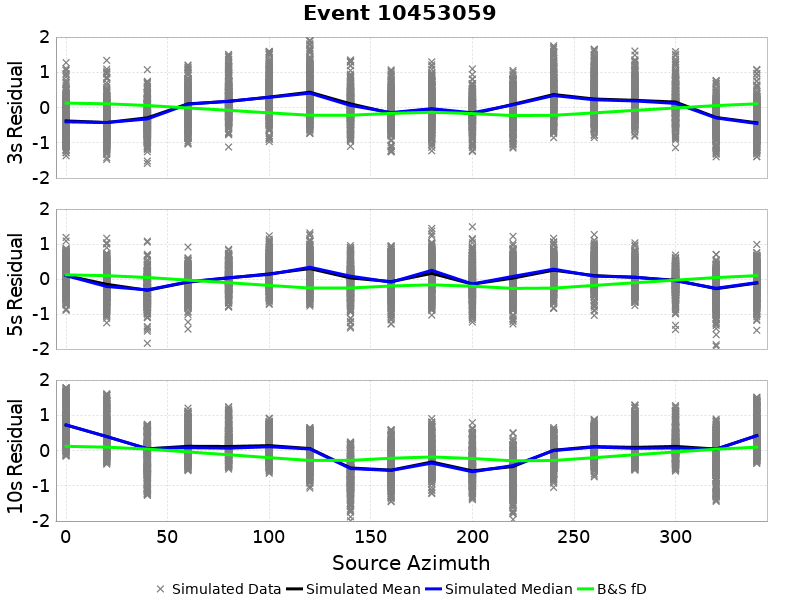 Event 10453059
3s Residual
2
1
0
-1
-2
5s Residual
2
1
0
-1
-2
10s Residual
2
1
0
-1
-2
0 50 100 150 200 250 300
Source Azimuth
Simulated Data Simulated Mean Simulated Median B&S fD